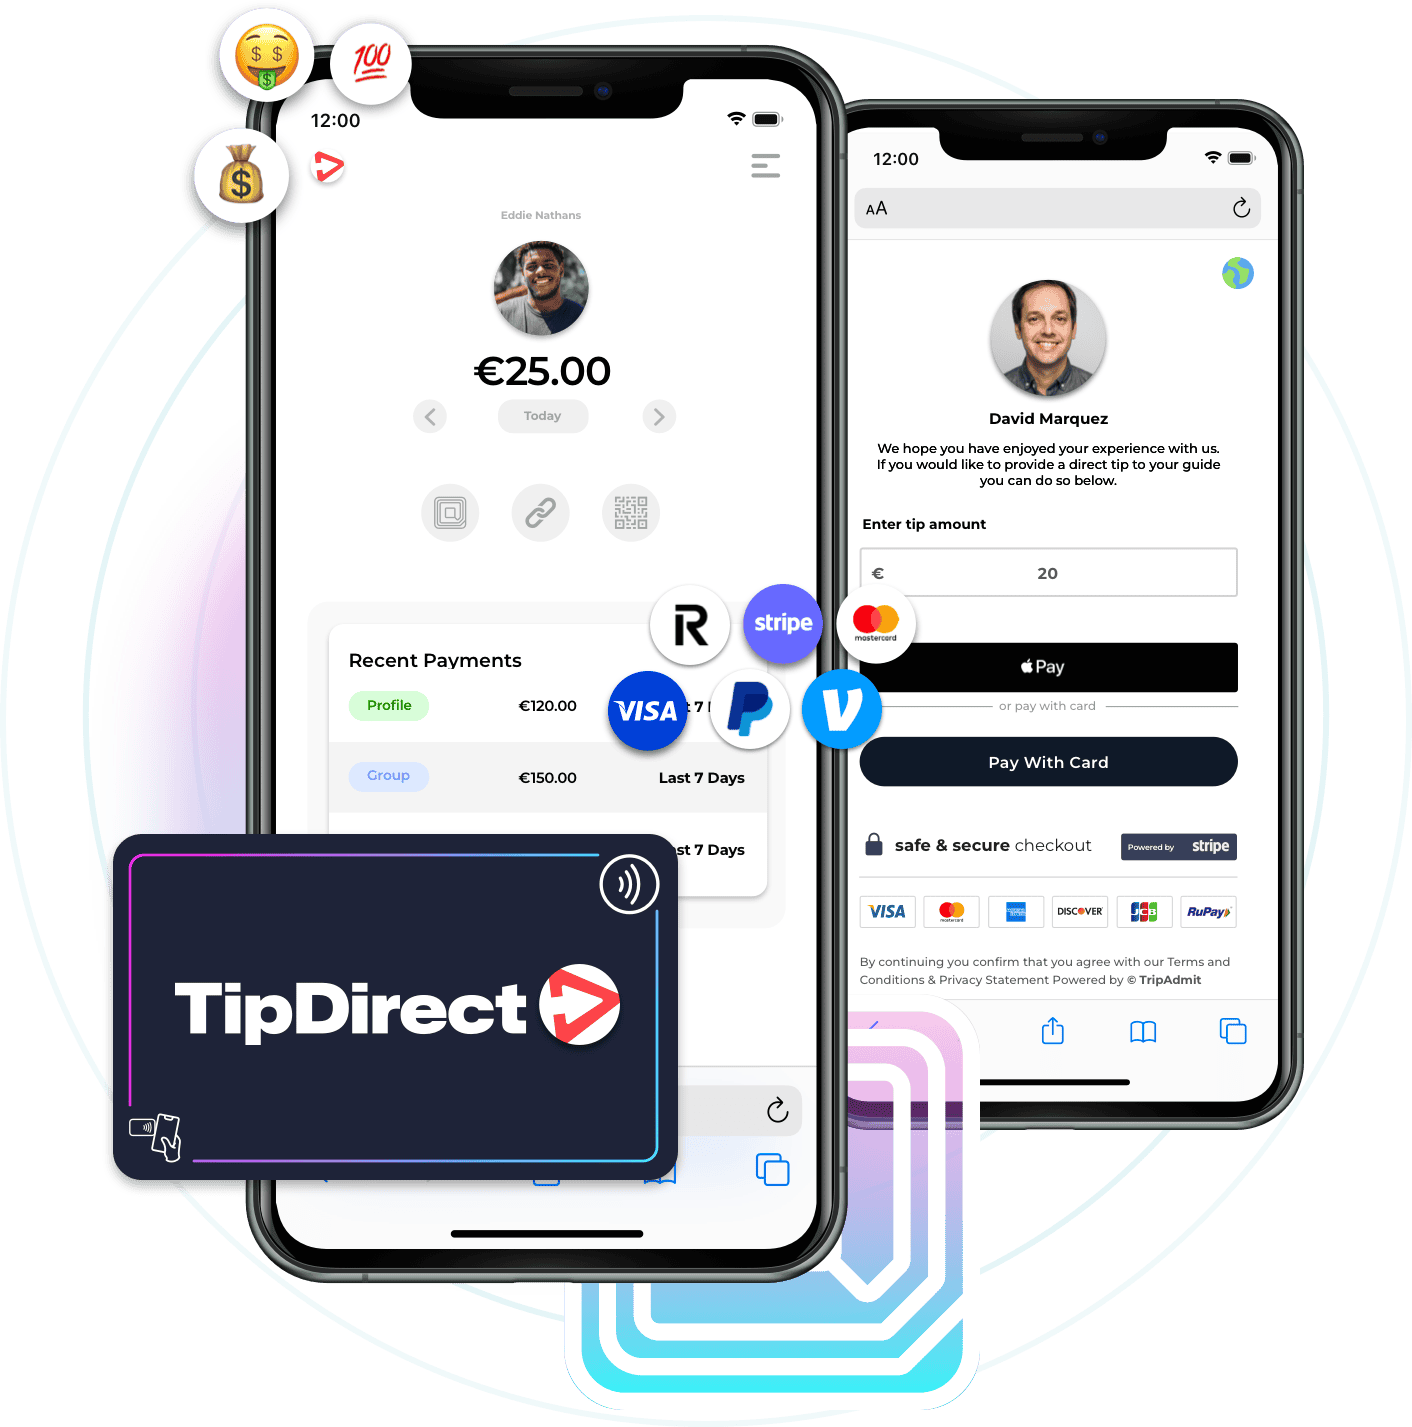 12:00
Eddie Nathans
€25.00
Today
Recent Payments
Profile €120.00 t 7
Group €150.00 Last 7 Days
st 7 Days
R
stripe
mastercard
VISA
TipDirect
12:00
AA
David Marquez
We hope you have enjoyed your experience with us.
If you would like to provide a direct tip to your guide
you can do so below.
Enter tip amount
€ 20
Pay
or pay with card
Pay With Card
safe & secure checkout
Powered by stripe
VISA mastercard DISCOVER JCB RuPay
By continuing you confirm that you agree with our Terms and
Conditions & Privacy Statement Powered by © TripAdmit